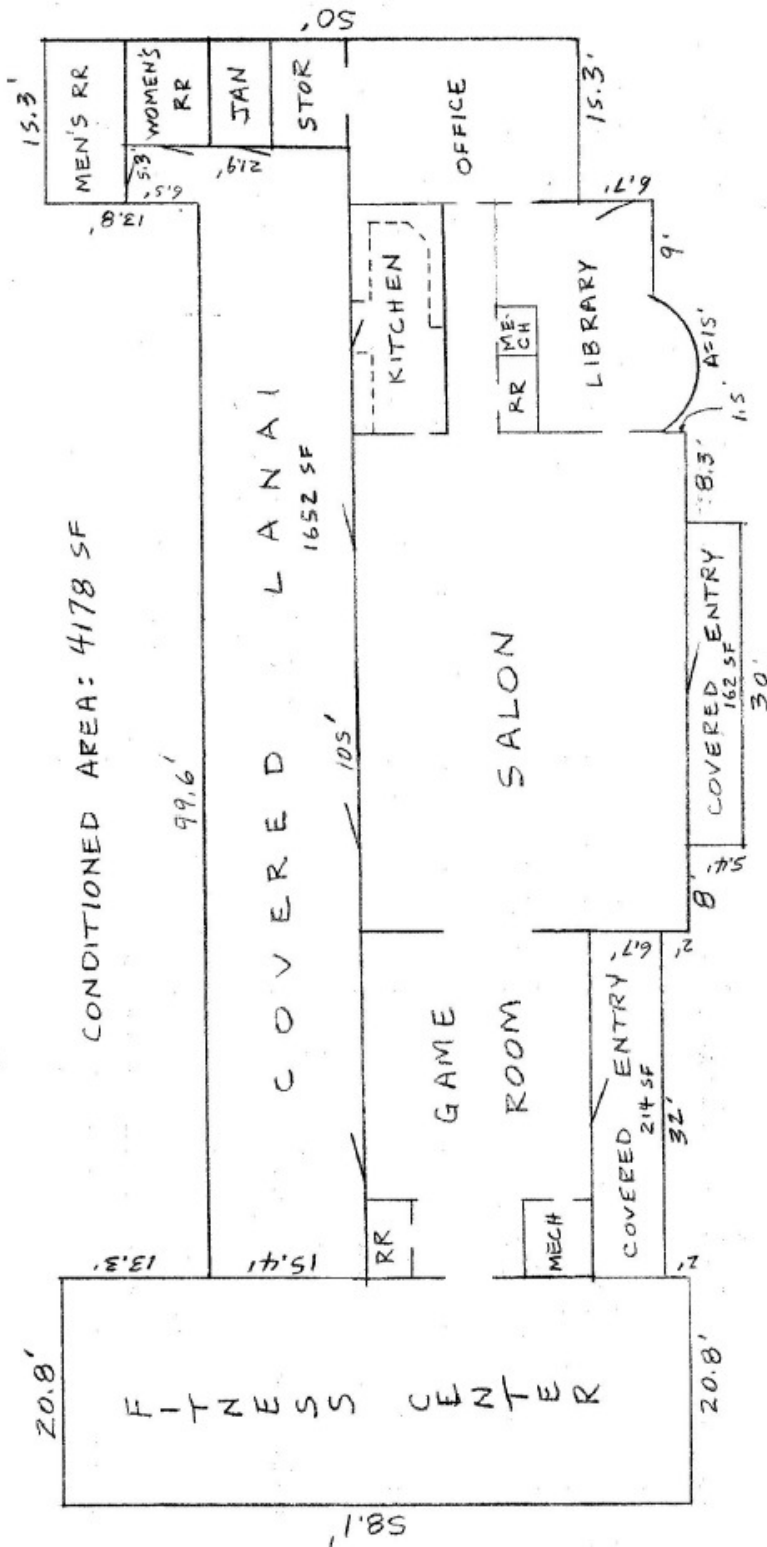 CONDITIONED AREA: 4178 SF
50'
15.3'
MEN'S RR
WOMEN'S
RR
JAN
STOR
5.3'
6.5'
13.8'
21.9'
OFFICE
15.3'
99.6'
COVERED LANAI
1652 SF
105'
KITCHEN
ME-
CH
RR
LIBRARY
6.7'
9'
A=15'
1.5
8.3'
SALON
COVERED ENTRY
162 SF
30'
5.4'
8'
2'
6.7'
GAME
ROOM
RR
MECH
COVERED ENTRY
214 SF
32'
2'
13.3'
15.4'
20.8'
FITNESS CENTER
20.8'
58.1'